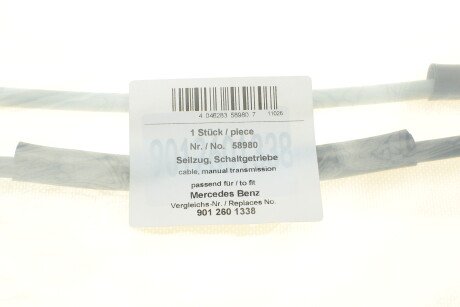 4 046283 58980 7 11026
1 Stück / piece
Nr. / No. 58980
Seilzug, Schaltgetriebe
cable, manual transmission
passend für / to fit
Mercedes Benz
Vergleichs-Nr. / Replaces No.
901 260 1338